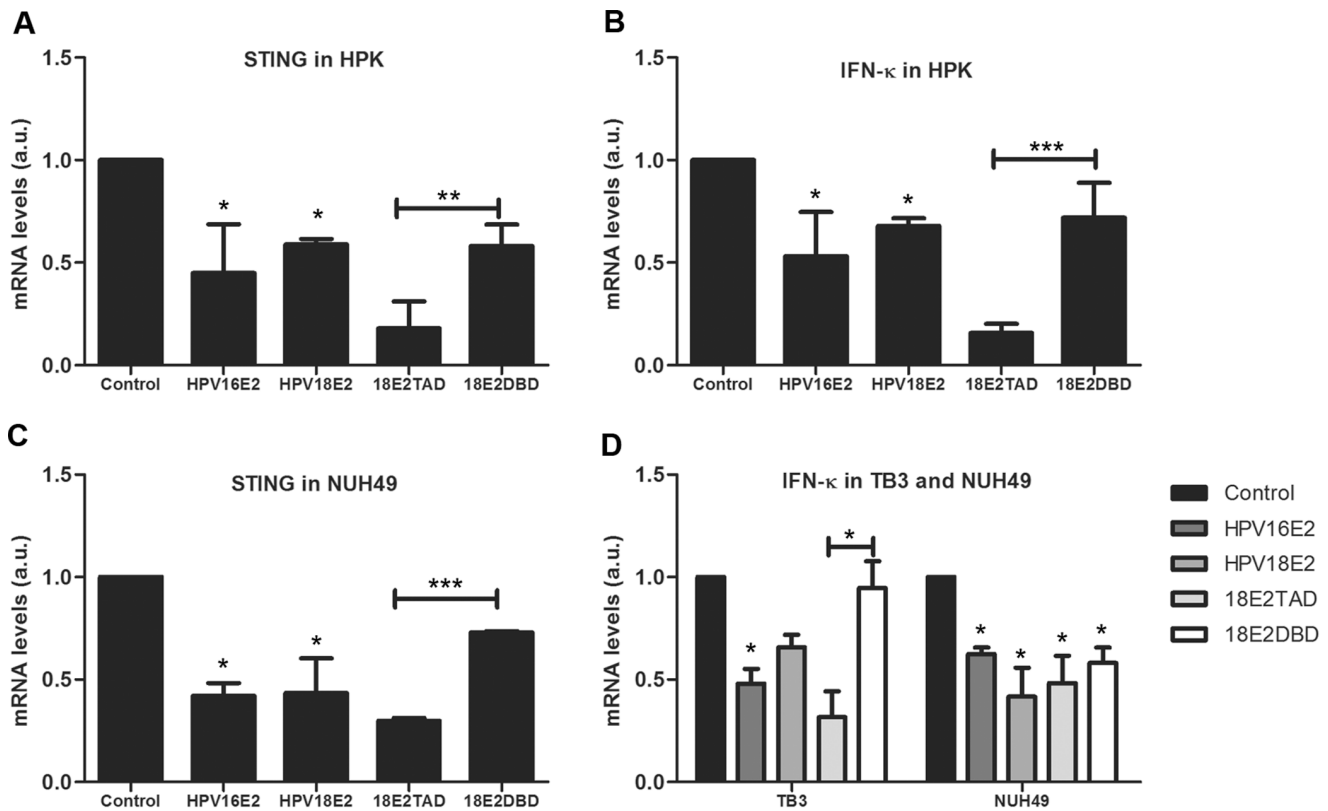 A
STING in HPK
mRNA levels (a.u.)
1.5
1.0
0.5
0.0
*
*
**
Control HPV16E2 HPV18E2 18E2TAD 18E2DBD
B
IFN-κ in HPK
mRNA levels (a.u.)
1.5
1.0
0.5
0.0
*
*
***
Control HPV16E2 HPV18E2 18E2TAD 18E2DBD
C
STING in NUH49
mRNA levels (a.u.)
1.5
1.0
0.5
0.0
*
*
***
Control HPV16E2 HPV18E2 18E2TAD 18E2DBD
D
IFN-κ in TB3 and NUH49
mRNA levels (a.u.)
1.5
1.0
0.5
0.0
*
*
*
*
*
*
TB3 NUH49
Control
HPV16E2
HPV18E2
18E2TAD
18E2DBD